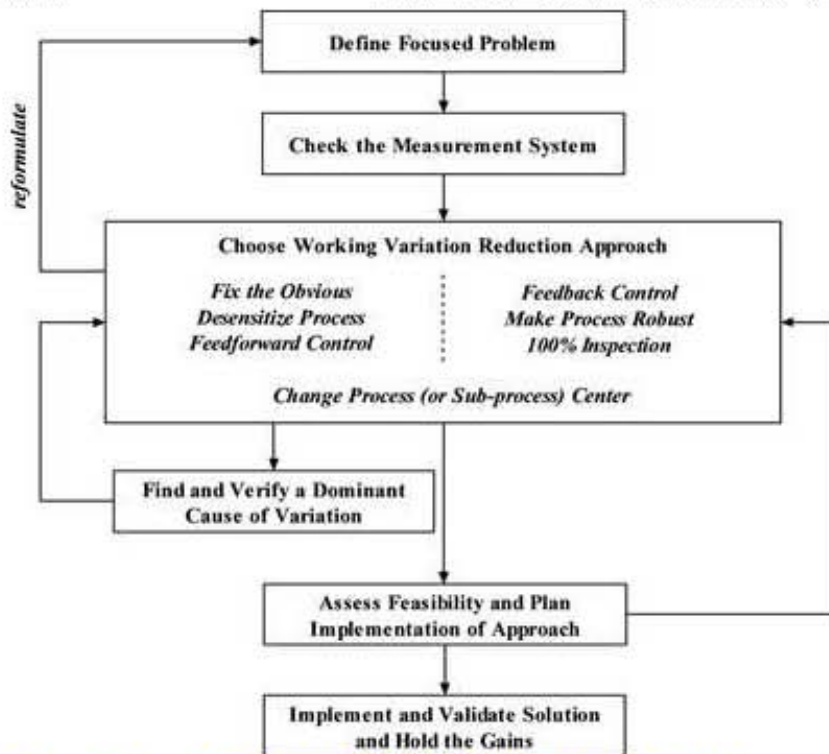 Define Focused Problem
reformulate
Check the Measurement System
Choose Working Variation Reduction Approach
Fix the Obvious
Desensitize Process
Feedforward Control
Feedback Control
Make Process Robust
100% Inspection
Change Process (or Sub-process) Center
Find and Verify a Dominant
Cause of Variation
Assess Feasibility and Plan
Implementation of Approach
Implement and Validate Solution
and Hold the Gains